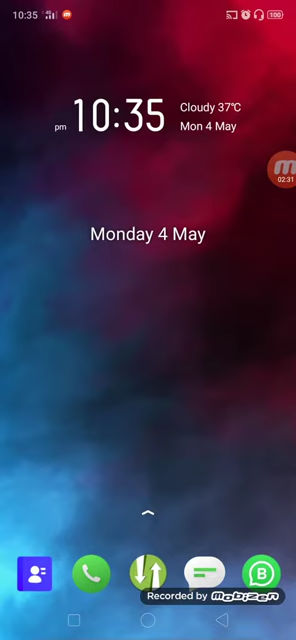 10:35
100
pm 10:35
Cloudy 37℃
Mon 4 May
m
02:31
Monday 4 May
B
Recorded by mobizen